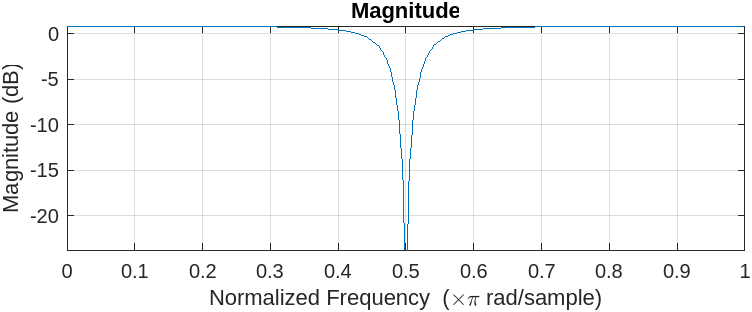 Magnitude
Magnitude (dB)
0
-5
-10
-15
-20
0 0.1 0.2 0.3 0.4 0.5 0.6 0.7 0.8 0.9 1
Normalized Frequency (×π rad/sample)